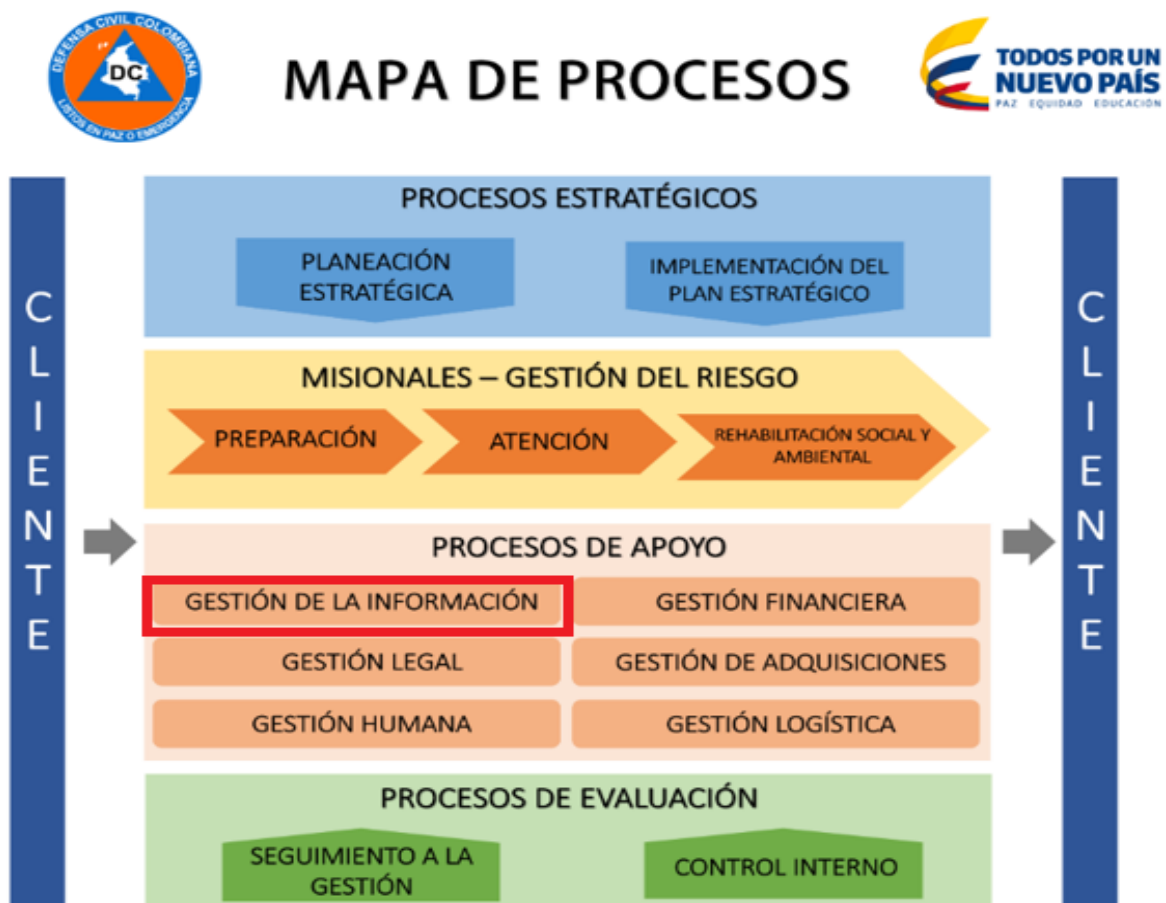 DEFENSA CIVIL COLOMBIANA
DC
LISTOS EN PAZ O EMERGENCIA
MAPA DE PROCESOS
TODOS POR UN
NUEVO PAÍS
PAZ EQUIDAD EDUCACIÓN
CLIENTE
PROCESOS ESTRATÉGICOS
PLANEACIÓN
ESTRATÉGICA
IMPLEMENTACIÓN DEL
PLAN ESTRATÉGICO
MISIONALES – GESTIÓN DEL RIESGO
PREPARACIÓN
ATENCIÓN
REHABILITACIÓN SOCIAL Y
AMBIENTAL
PROCESOS DE APOYO
GESTIÓN DE LA INFORMACIÓN
GESTIÓN FINANCIERA
GESTIÓN LEGAL
GESTIÓN DE ADQUISICIONES
GESTIÓN HUMANA
GESTIÓN LOGÍSTICA
PROCESOS DE EVALUACIÓN
SEGUIMIENTO A LA
GESTIÓN
CONTROL INTERNO
CLIENTE